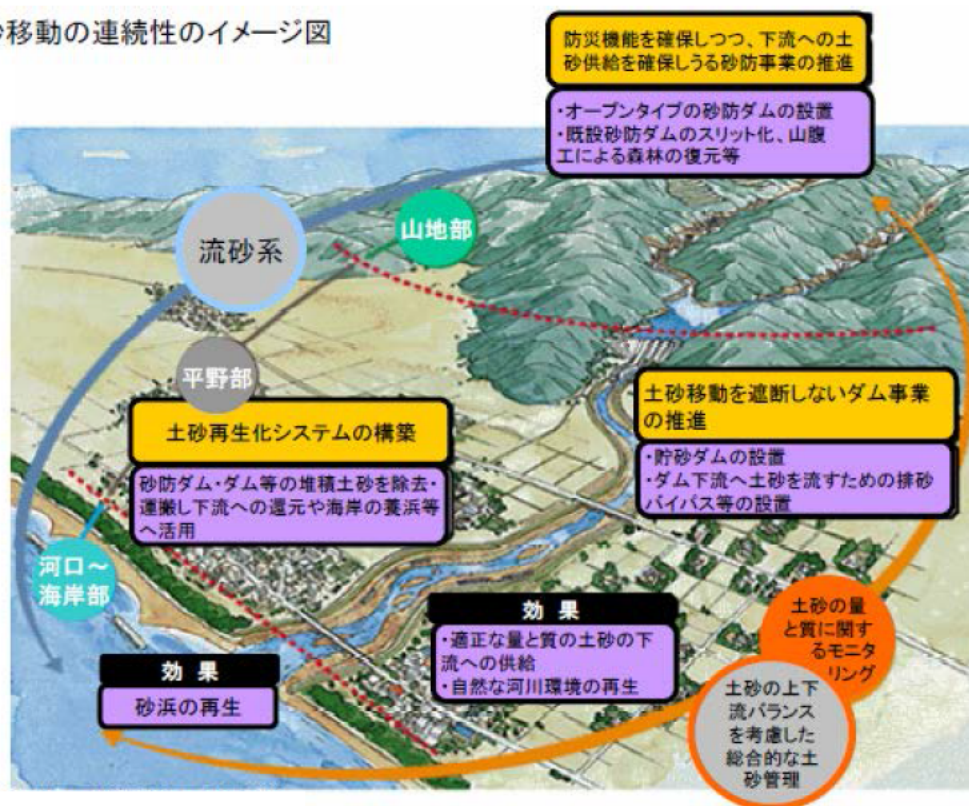 移動の連続性のイメージ図
防災機能を確保しつつ、下流への土
砂供給を確保しうる砂防事業の推進
・オープンタイプの砂防ダムの設置
・既設砂防ダムのスリット化、山腹
工による森林の復元等
流砂系
山地部
平野部
土砂再生化システムの構築
砂防ダム・ダム等の堆積土砂を除去・
運搬し下流への還元や海岸の養浜等
へ活用
土砂移動を遮断しないダム事業
の推進
・貯砂ダムの設置
・ダム下流へ土砂を流すための排砂
バイパス等の設置
河口～
海岸部
効果
砂浜の再生
効果
・適正な量と質の土砂の下
流への供給
・自然な河川環境の再生
土砂の量
と質に関す
るモニタ
リング
土砂の上下
流バランス
を考慮した
総合的な土
砂管理